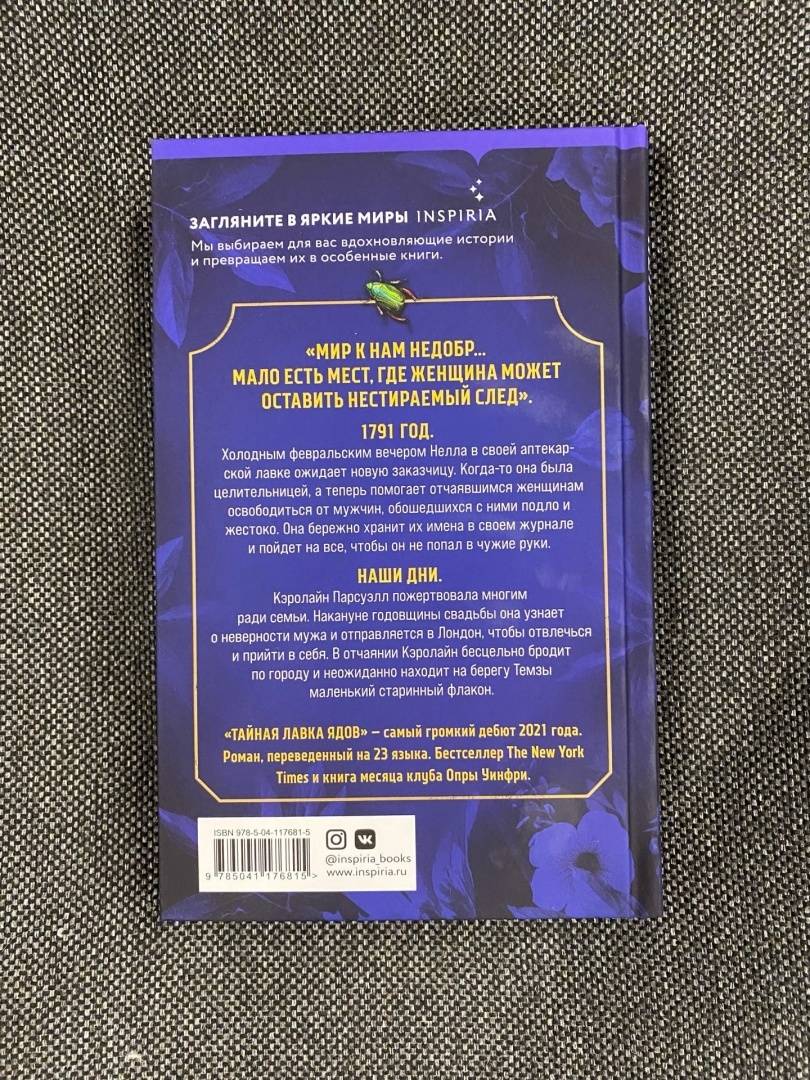 ЗАГЛЯНИТЕ В ЯРКИЕ МИРЫ INSPIRIA
Мы выбираем для вас вдохновляющие истории
и превращаем их в особенные книги.
«МИР К НАМ НЕДОБР...
МАЛО ЕСТЬ МЕСТ, ГДЕ ЖЕНЩИНА МОЖЕТ
ОСТАВИТЬ НЕСТИРАЕМЫЙ СЛЕД».
1791 ГОД.
Холодным февральским вечером Нелла в своей аптекар-
ской лавке ожидает новую заказчицу. Когда-то она была
целительницей, а теперь помогает отчаявшимся женщинам
освободиться от мужчин, обошедшихся с ними подло и
жестоко. Она бережно хранит их имена в своем журнале
и пойдет на все, чтобы он не попал в чужие руки.
НАШИ ДНИ.
Кэролайн Парсуэлл пожертвовала многим
ради семьи. Накануне годовщины свадьбы она узнает
о неверности мужа и отправляется в Лондон, чтобы отвлечься
и прийти в себя. В отчаянии Кэролайн бесцельно бродит
по городу и неожиданно находит на берегу Темзы
маленький старинный флакон.
«ТАЙНАЯ ЛАВКА ЯДОВ» – самый громкий дебют 2021 года.
Роман, переведенный на 23 языка. Бестселлер The New York
Times и книга месяца клуба Опры Уинфри.
ISBN 978-5-04-117681-5
9 785041 176815 >
@inspiria_books
www.inspiria.ru